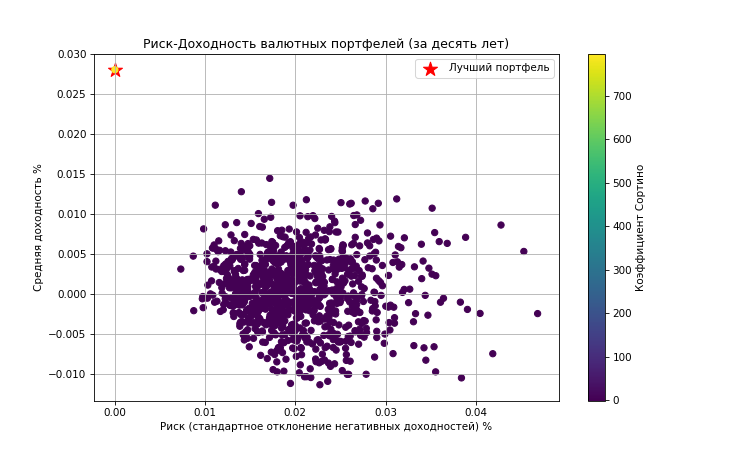 Риск-Доходность валютных портфелей (за десять лет)
Лучший портфель
Средняя доходность %
0.030
0.025
0.020
0.015
0.010
0.005
0.000
−0.005
−0.010
0.00 0.01 0.02 0.03 0.04
Риск (стандартное отклонение негативных доходностей) %
700
600
500
400
300
200
100
0
Коэффициент Сортино